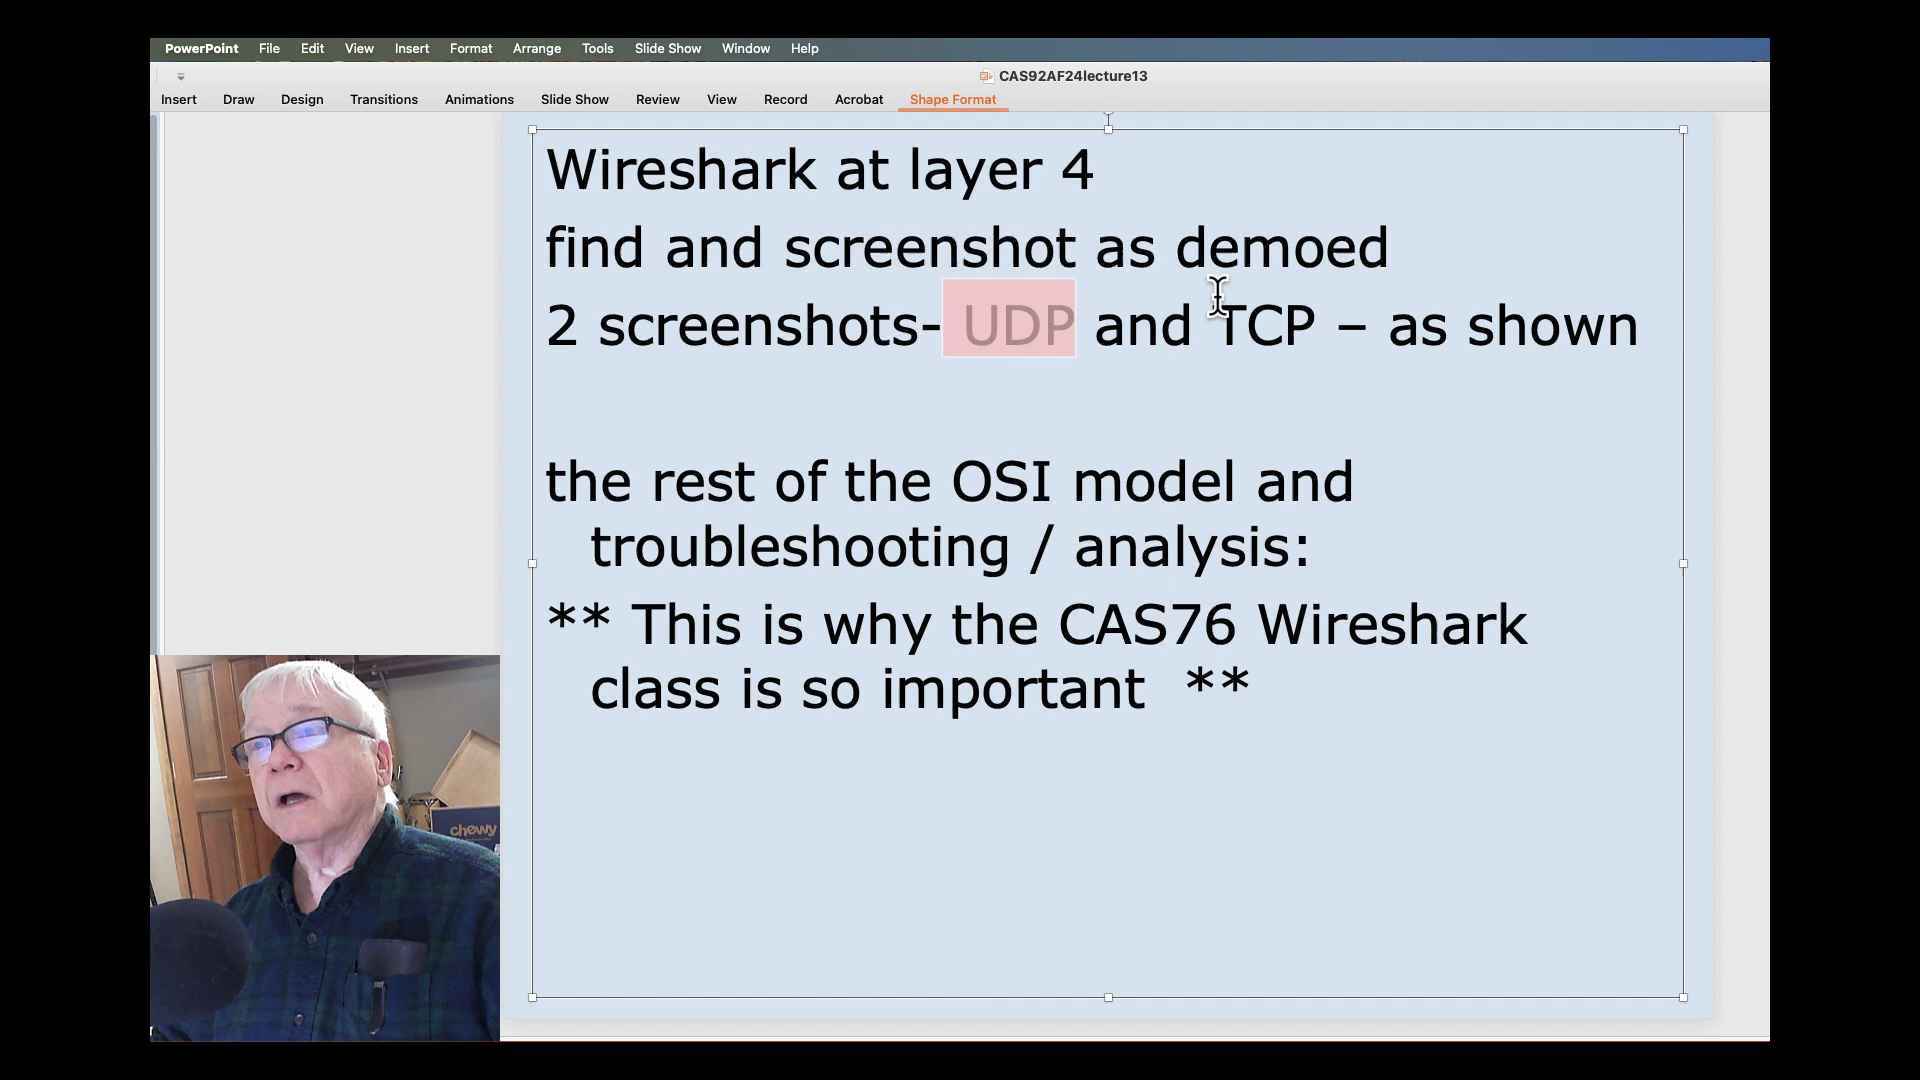 PowerPoint File Edit View Insert Format Arrange Tools Slide Show Window Help
CAS92AF24lecture13
Insert Draw Design Transitions Animations Slide Show Review View Record Acrobat Shape Format
Wireshark at layer 4
find and screenshot as demoed
2 screenshots- UDP and TCP – as shown
the rest of the OSI model and
troubleshooting / analysis:
** This is why the CAS76 Wireshark
class is so important **
chewy